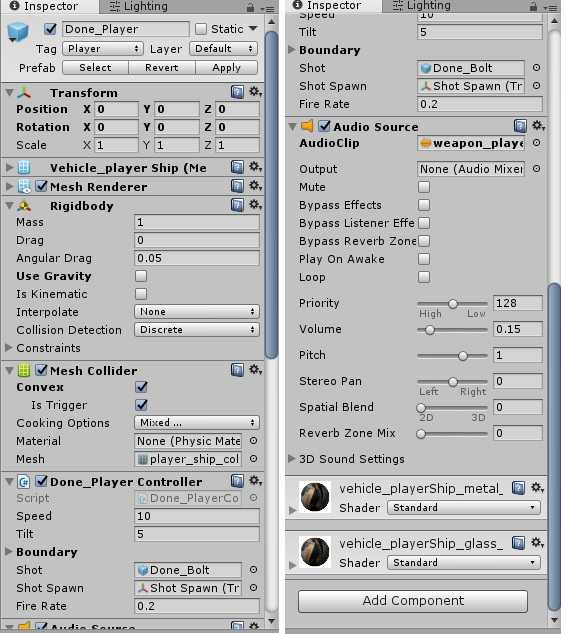 Inspector Lighting
Done_Player Static
Tag Player Layer Default
Prefab Select Revert Apply
Transform
Position X 0 Y 0 Z 0
Rotation X 0 Y 0 Z 0
Scale X 1 Y 1 Z 1
Vehicle_player Ship (Me
Mesh Renderer
Rigidbody
Mass 1
Drag 0
Angular Drag 0.05
Use Gravity
Is Kinematic
Interpolate None
Collision Detection Discrete
Constraints
Mesh Collider
Convex
Is Trigger
Cooking Options Mixed ...
Material None (Physic Mate
Mesh player_ship_col
Done_Player Controller
Script Done_PlayerCo
Speed 10
Tilt 5
Boundary
Shot Done_Bolt
Shot Spawn Shot Spawn (Tr
Fire Rate 0.2
Audio Source
Inspector Lighting
Speed 10
Tilt 5
Boundary
Shot Done_Bolt
Shot Spawn Shot Spawn (Tr
Fire Rate 0.2
Audio Source
AudioClip weapon_playe
Output None (Audio Mixer
Mute
Bypass Effects
Bypass Listener Effe
Bypass Reverb Zone
Play On Awake
Loop
Priority 128
High Low
Volume 0.15
Pitch 1
Stereo Pan 0
Left Right
Spatial Blend 0
2D 3D
Reverb Zone Mix 0
3D Sound Settings
vehicle_playerShip_metal_
Shader Standard
vehicle_playerShip_glass_
Shader Standard
Add Component